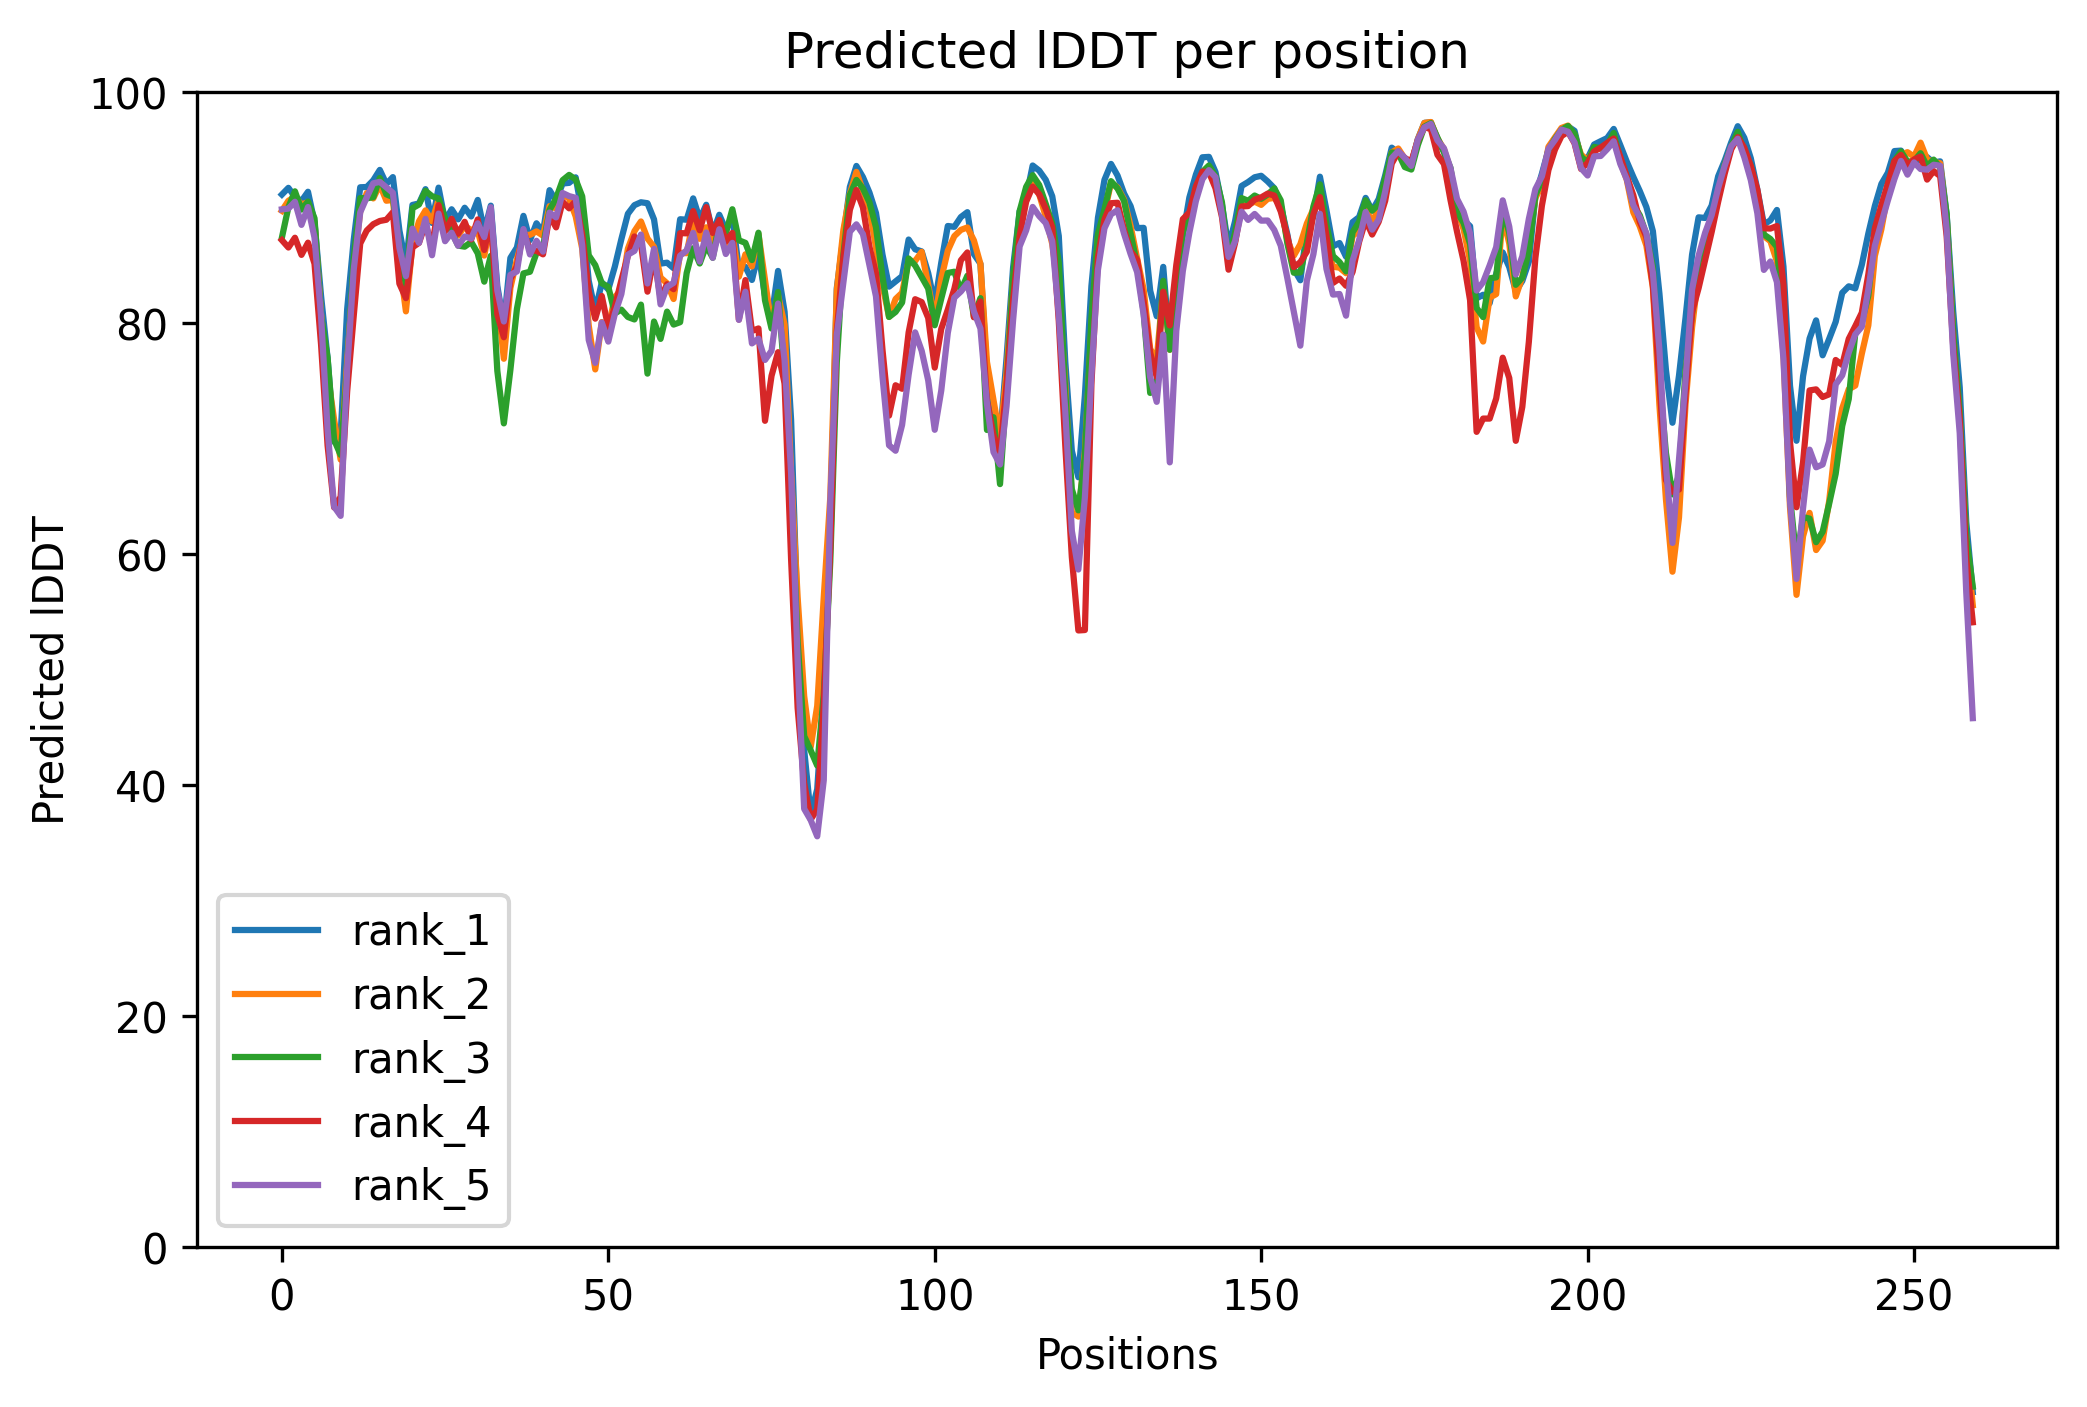 Predicted lDDT per position
100
80
60
40
20
0
Predicted lDDT
rank_1
rank_2
rank_3
rank_4
rank_5
0 50 100 150 200 250
Positions